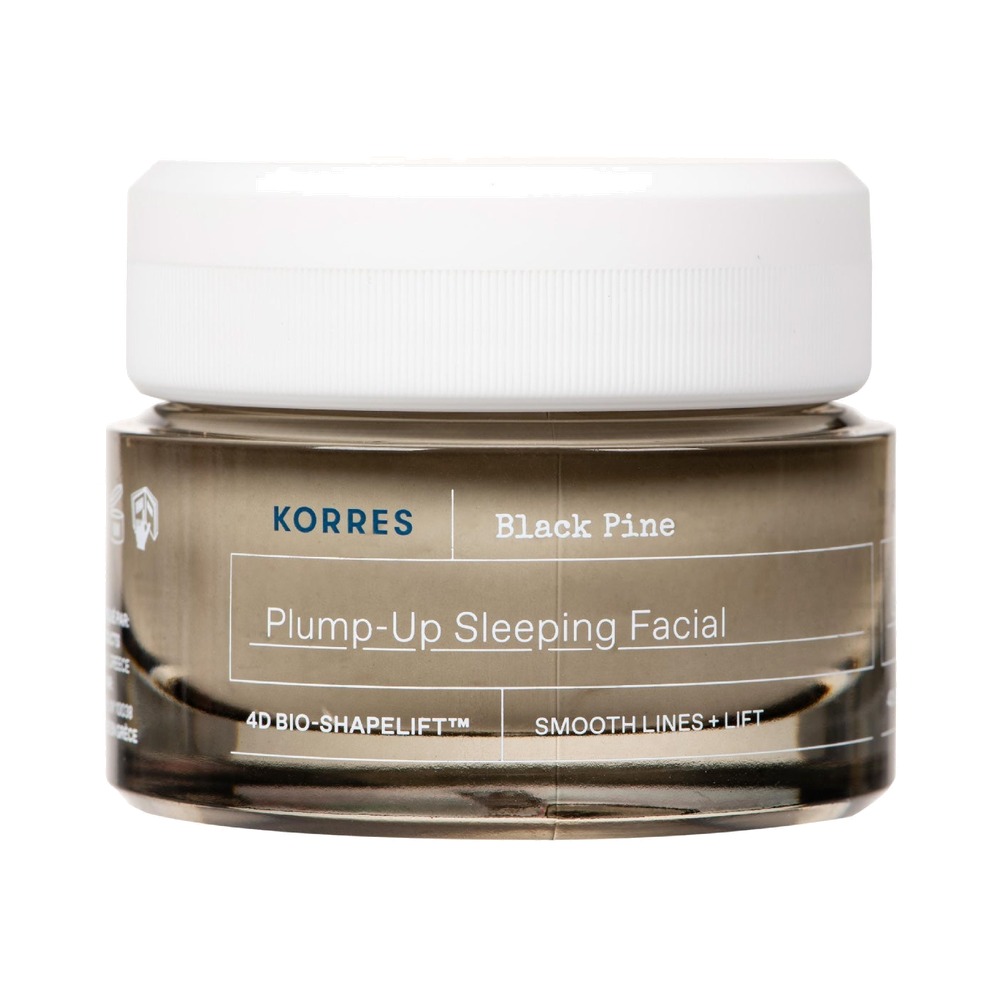 KORRES
Black Pine
Plump-Up Sleeping Facial
4D BIO-SHAPELIFT™
SMOOTH LINES + LIFT